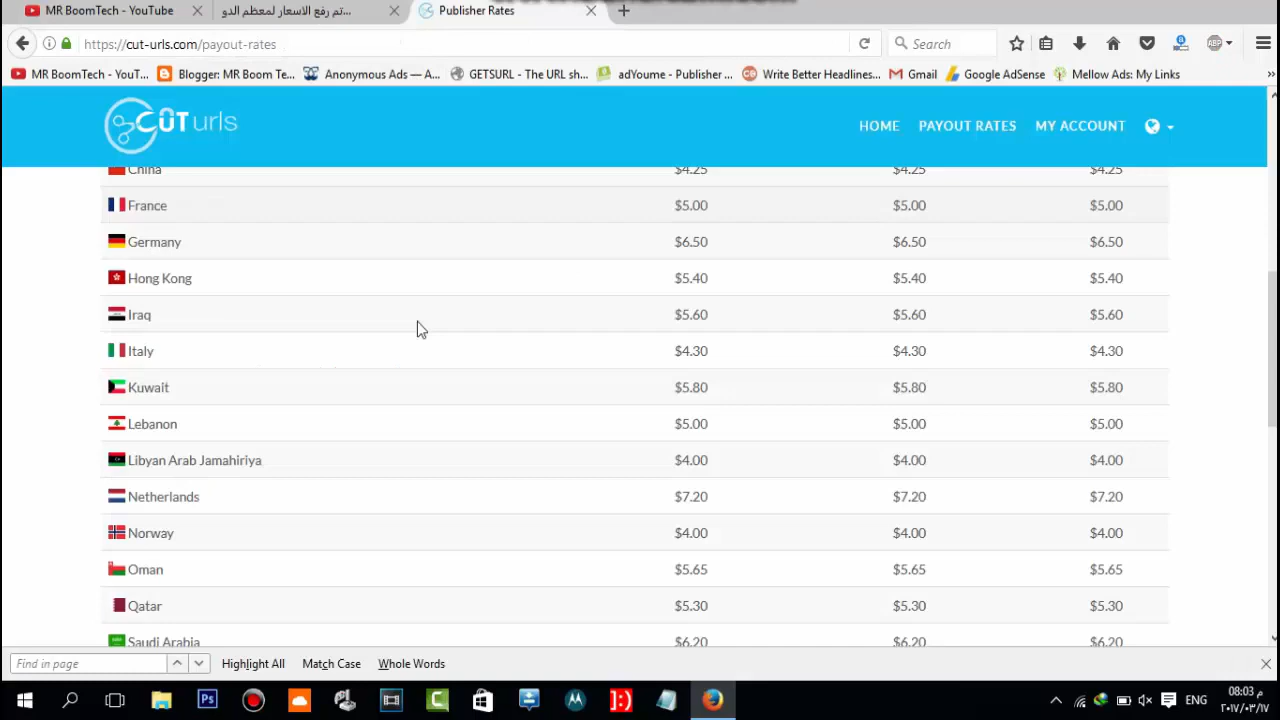 MR BoomTech - YouTube
تم رفع الاسعار لمعظم الدو...
Publisher Rates
https://cut-urls.com/payout-rates
Search
ABP
MR BoomTech - YouT...
Blogger: MR Boom Te...
Anonymous Ads — A...
GETSURL - The URL sh...
adYoume - Publisher ...
Write Better Headlines...
Gmail
Google AdSense
Mellow Ads: My Links
CUT urls
HOME PAYOUT RATES MY ACCOUNT
China $4.25 $4.25 $4.25
France $5.00 $5.00 $5.00
Germany $6.50 $6.50 $6.50
Hong Kong $5.40 $5.40 $5.40
Iraq $5.60 $5.60 $5.60
Italy $4.30 $4.30 $4.30
Kuwait $5.80 $5.80 $5.80
Lebanon $5.00 $5.00 $5.00
Libyan Arab Jamahiriya $4.00 $4.00 $4.00
Netherlands $7.20 $7.20 $7.20
Norway $4.00 $4.00 $4.00
Oman $5.65 $5.65 $5.65
Qatar $5.30 $5.30 $5.30
Saudi Arabia $6.20 $6.20 $6.20
Find in page
Highlight All Match Case Whole Words
Ps
ENG
08:03 م
٢٠١٧/٠٣/١٧